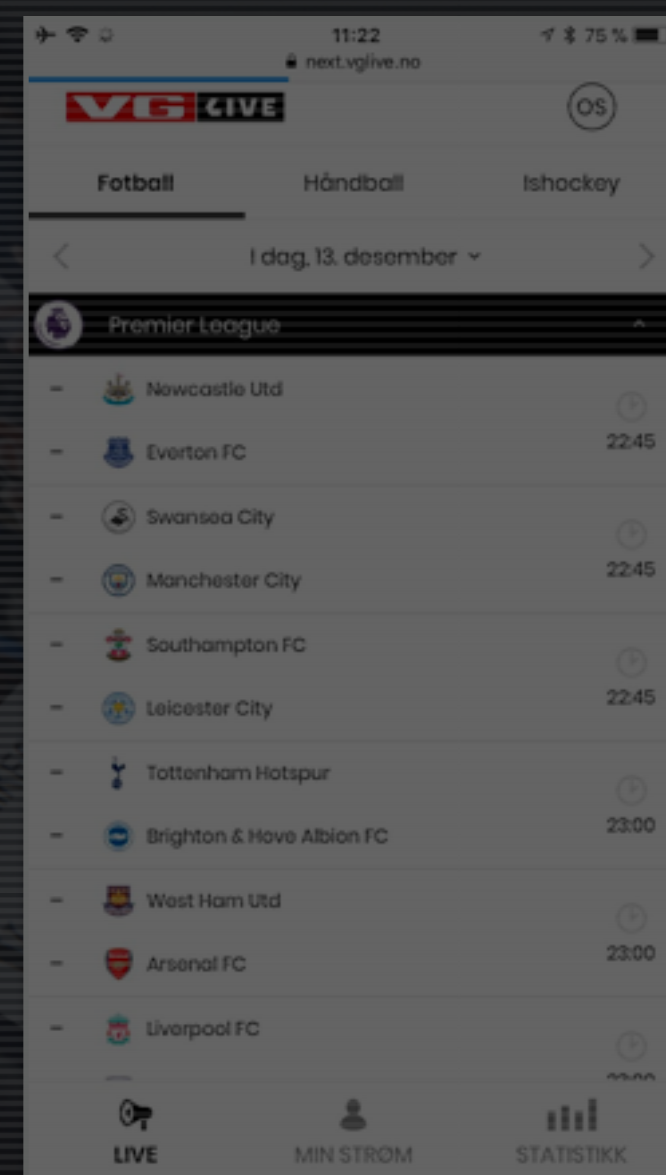 11:22
75 %
next.vglive.no
VG LIVE
OS
Fotball Håndball Ishockey
I dag, 13. desember
Premier League
- Newcastle Utd
- Everton FC
22:45
- Swansea City
- Manchester City
22:45
- Southampton FC
- Leicester City
22:45
- Tottenham Hotspur
- Brighton & Hove Albion FC
23:00
- West Ham Utd
- Arsenal FC
23:00
- Liverpool FC
LIVE MIN STRØM STATISTIKK